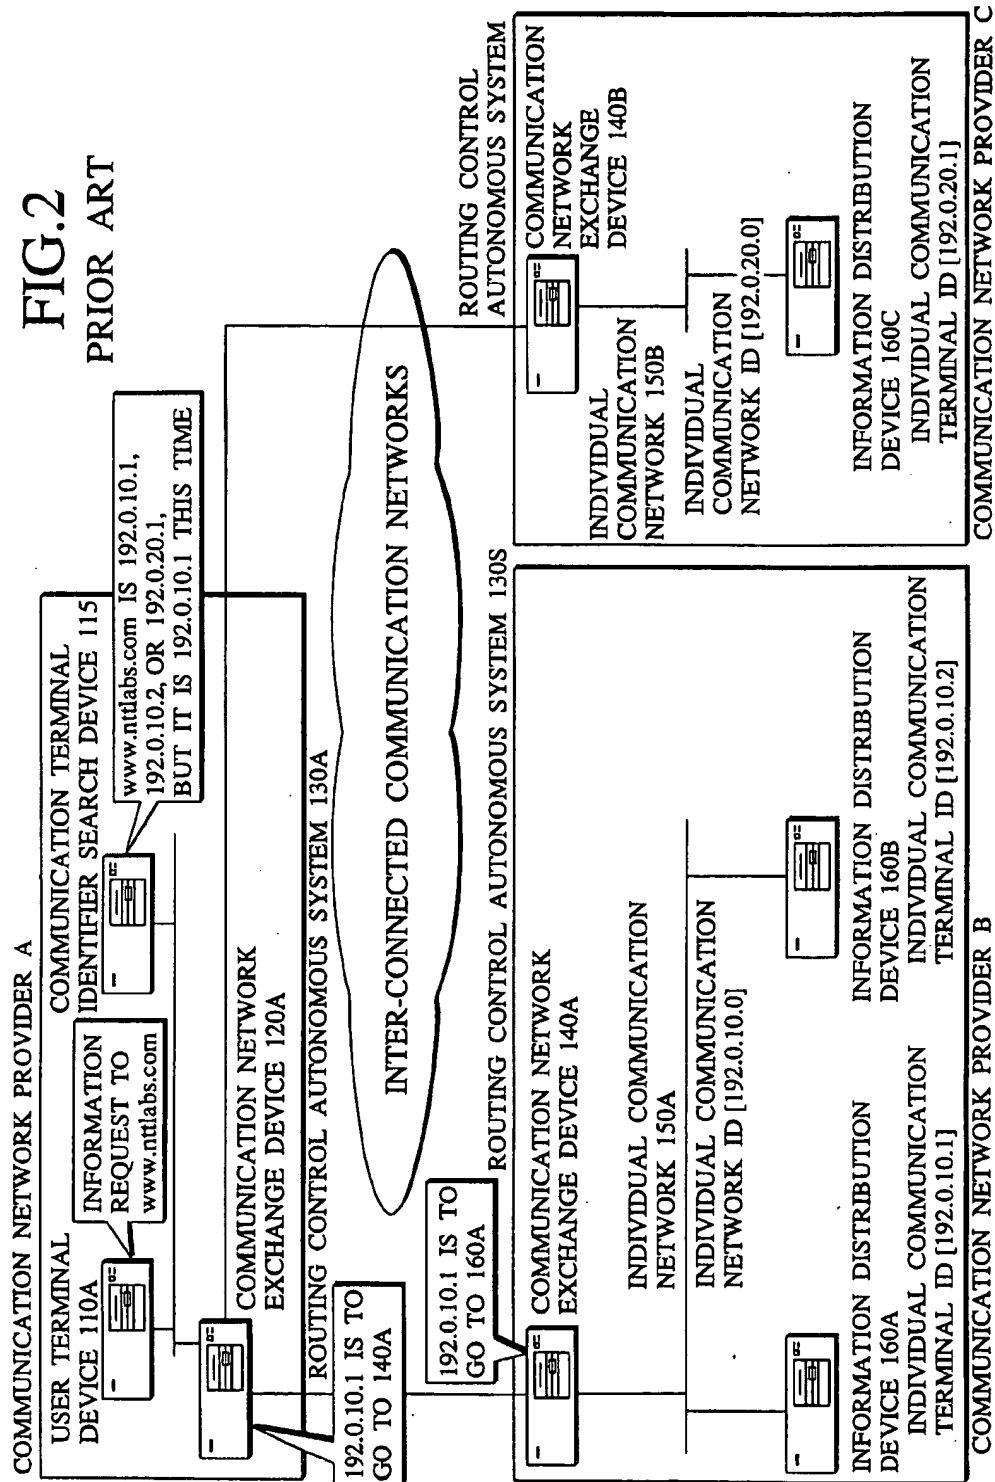 FIG.2
PRIOR ART
COMMUNICATION NETWORK PROVIDER A
USER TERMINAL
DEVICE 110A
INFORMATION
REQUEST TO
www.nttlabs.com
COMMUNICATION TERMINAL
IDENTIFIER SEARCH DEVICE 115
www.nttlabs.com IS 192.0.10.1,
192.0.10.2, OR 192.0.20.1,
BUT IT IS 192.0.10.1 THIS TIME
COMMUNICATION NETWORK
EXCHANGE DEVICE 120A
ROUTING CONTROL AUTONOMOUS SYSTEM 130A
192.0.10.1 IS TO
GO TO 140A
INTER-CONNECTED COMMUNICATION NETWORKS
192.0.10.1 IS TO
GO TO 160A
ROUTING CONTROL AUTONOMOUS SYSTEM 130S
COMMUNICATION NETWORK
EXCHANGE DEVICE 140A
INDIVIDUAL COMMUNICATION
NETWORK 150A
INDIVIDUAL COMMUNICATION
NETWORK ID [192.0.10.0]
INFORMATION DISTRIBUTION
DEVICE 160A
INDIVIDUAL COMMUNICATION
TERMINAL ID [192.0.10.1]
INFORMATION DISTRIBUTION
DEVICE 160B
INDIVIDUAL COMMUNICATION
TERMINAL ID [192.0.10.2]
COMMUNICATION NETWORK PROVIDER B
ROUTING CONTROL
AUTONOMOUS SYSTEM
COMMUNICATION
NETWORK
EXCHANGE
DEVICE 140B
INDIVIDUAL
COMMUNICATION
NETWORK 150B
INDIVIDUAL
COMMUNICATION
NETWORK ID [192.0.20.0]
INFORMATION DISTRIBUTION
DEVICE 160C
INDIVIDUAL COMMUNICATION
TERMINAL ID [192.0.20.1]
COMMUNICATION NETWORK PROVIDER C